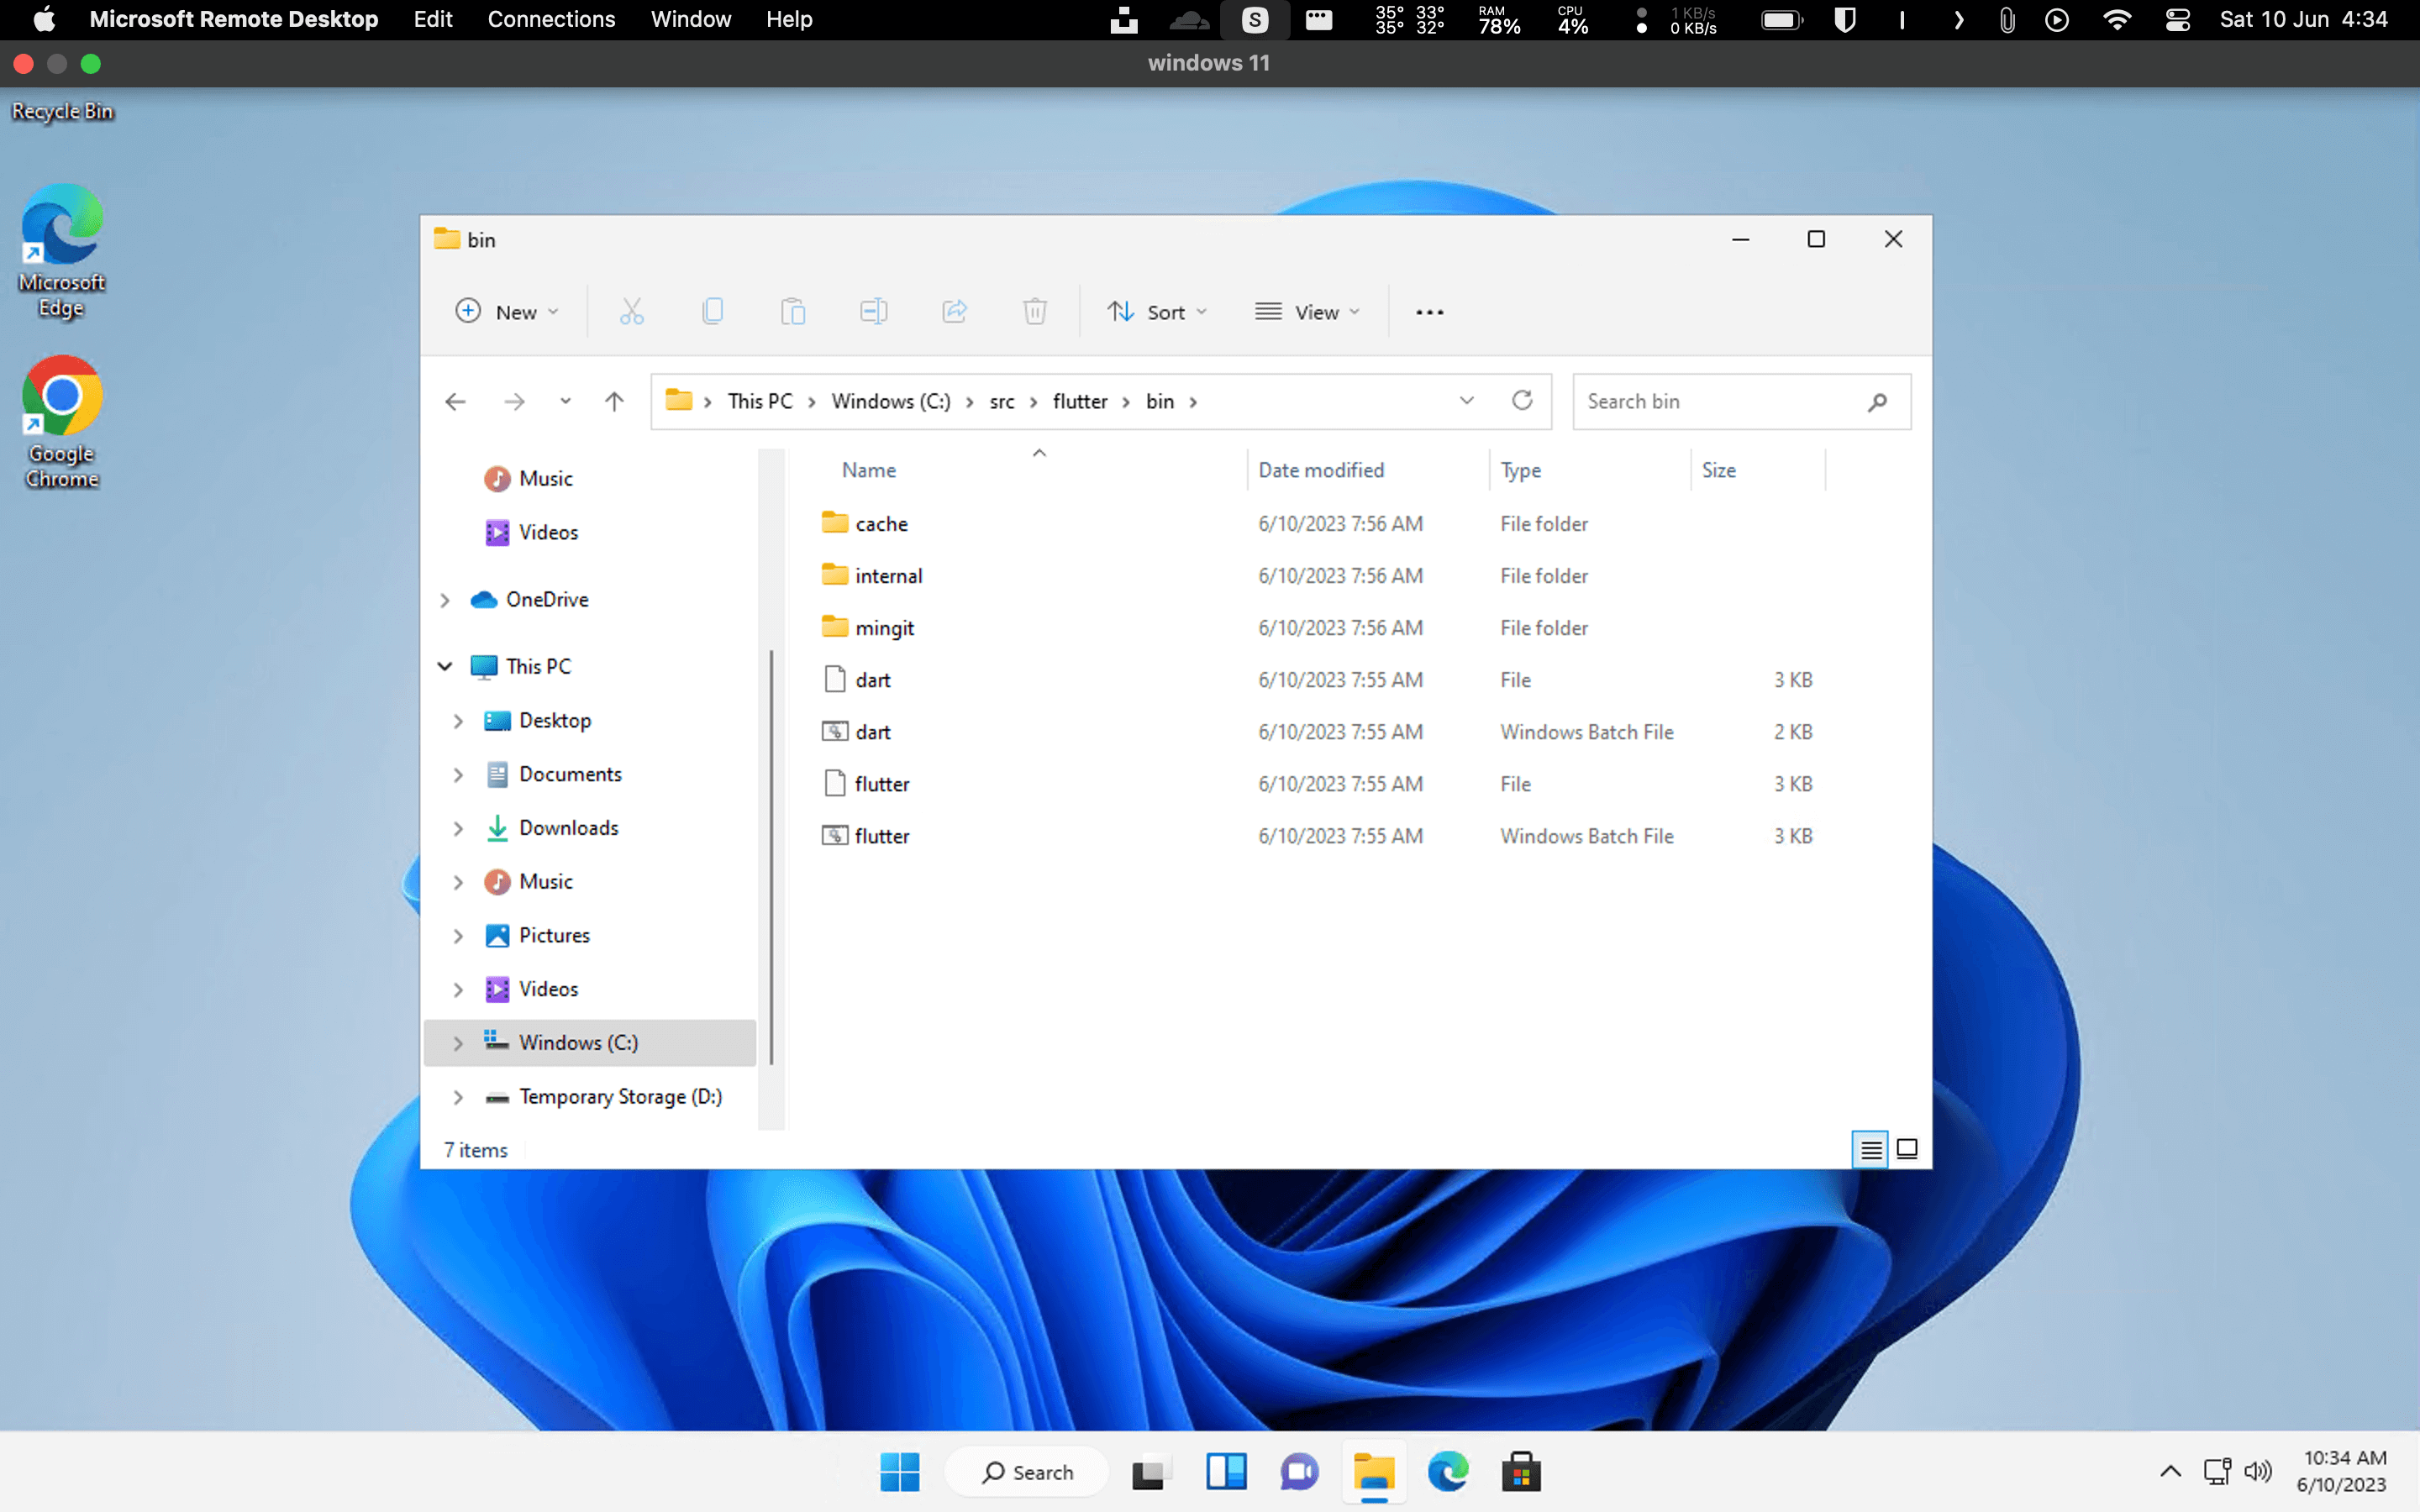 Microsoft Remote Desktop Edit Connections Window Help S 35° 33° RAM CPU 1 KB/s Sat 10 Jun 4:34
35° 32° 78% 4% 0 KB/s
windows 11
Recycle Bin
Microsoft
Edge
Google
Chrome
bin
New Sort View
This PC Windows (C:) src flutter bin Search bin
Name Date modified Type Size
cache 6/10/2023 7:56 AM File folder
internal 6/10/2023 7:56 AM File folder
mingit 6/10/2023 7:56 AM File folder
dart 6/10/2023 7:55 AM File 3 KB
dart 6/10/2023 7:55 AM Windows Batch File 2 KB
flutter 6/10/2023 7:55 AM File 3 KB
flutter 6/10/2023 7:55 AM Windows Batch File 3 KB
Music
Videos
OneDrive
This PC
Desktop
Documents
Downloads
Music
Pictures
Videos
Windows (C:)
Temporary Storage (D:)
7 items
Search
10:34 AM
6/10/2023